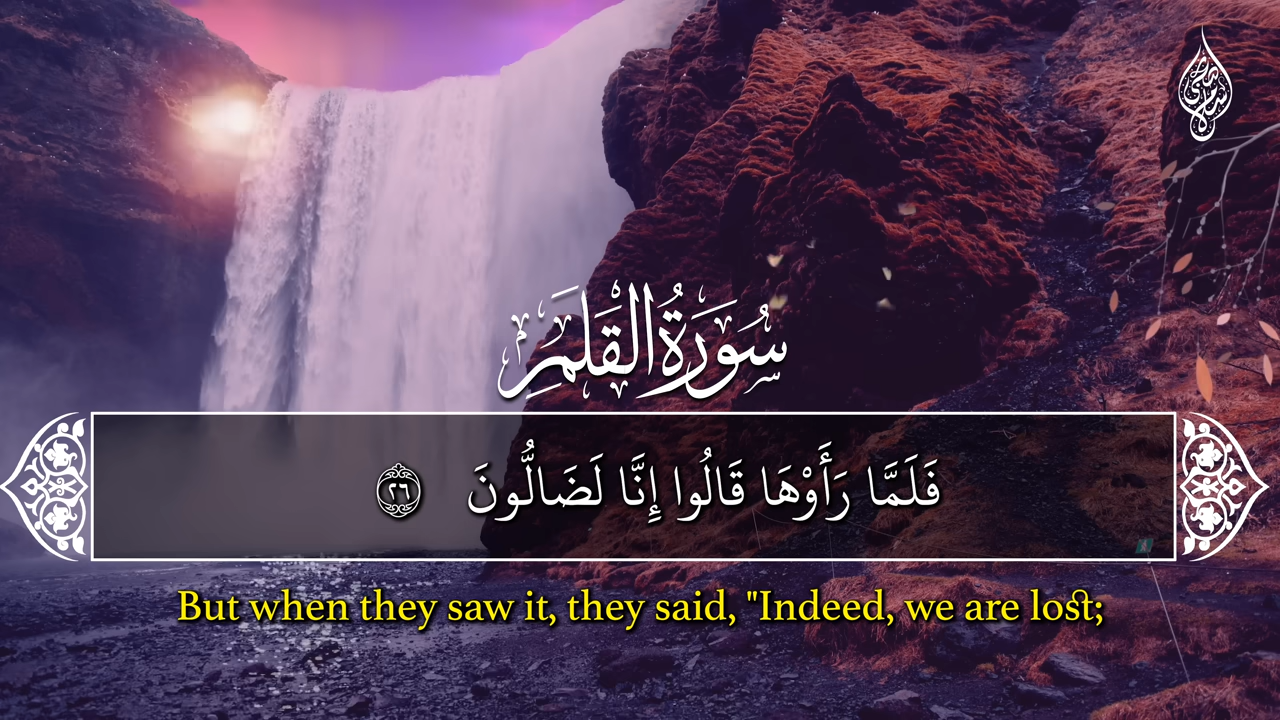 سُورَةُ القَلَمِ
فَلَمَّا رَأَوْهَا قَالُوا إِنَّا لَضَالُّونَ ٢٦
But when they saw it, they said, "Indeed, we are lost;